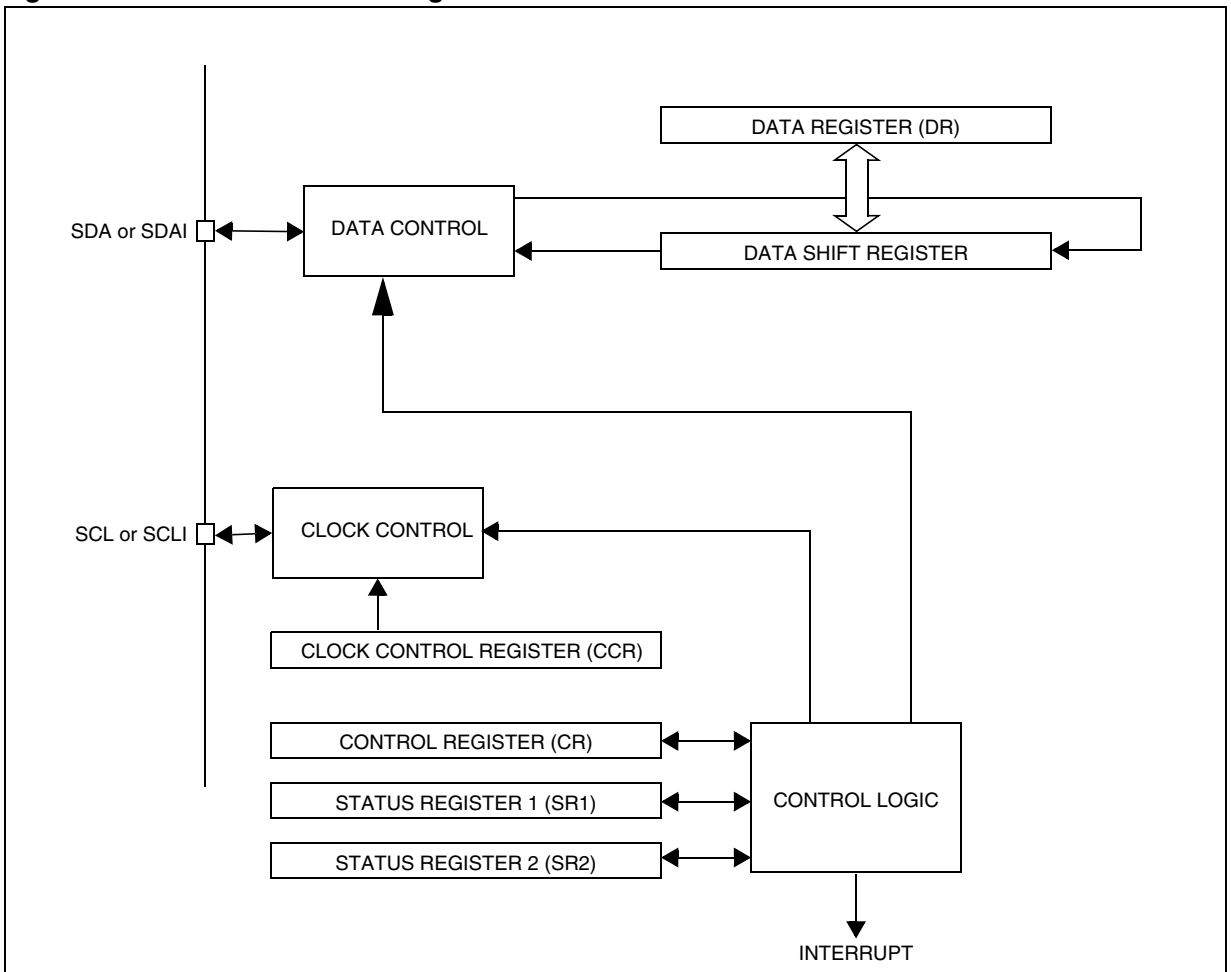 DATA REGISTER (DR)
SDA or SDAI
DATA CONTROL
DATA SHIFT REGISTER
SCL or SCLI
CLOCK CONTROL
CLOCK CONTROL REGISTER (CCR)
CONTROL REGISTER (CR)
STATUS REGISTER 1 (SR1)
CONTROL LOGIC
STATUS REGISTER 2 (SR2)
INTERRUPT